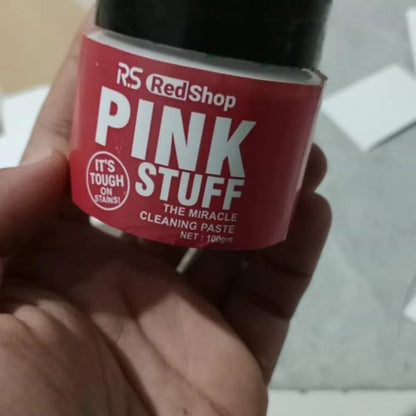 RS RedShop
PINK
STUFF
IT'S
TOUGH
ON
STAINS!
THE MIRACLE
CLEANING PASTE
NET : 100gm